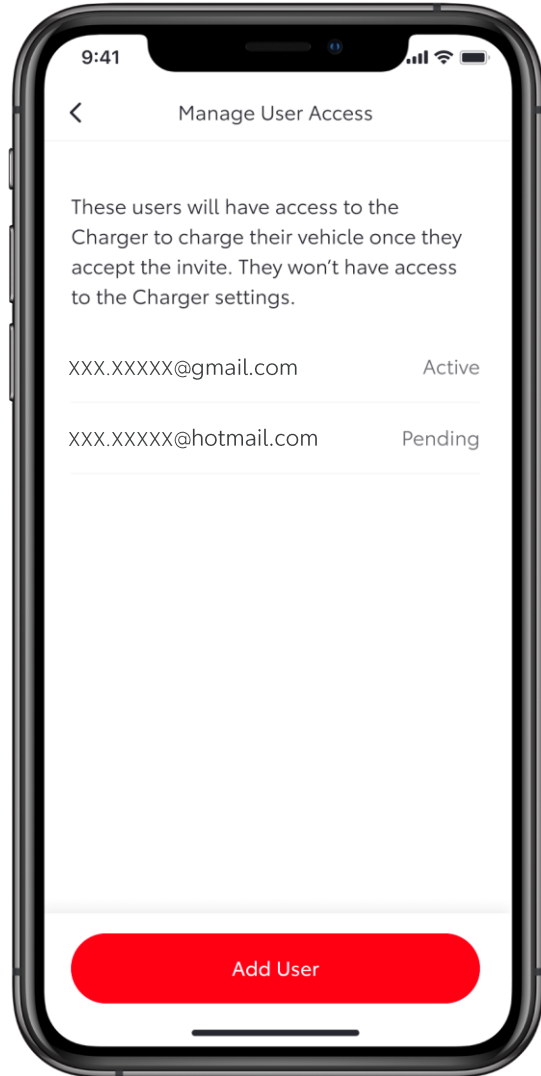 9:41
Manage User Access
These users will have access to the
Charger to charge their vehicle once they
accept the invite. They won't have access
to the Charger settings.
XXX.XXXXX@gmail.com Active
XXX.XXXXX@hotmail.com Pending
Add User